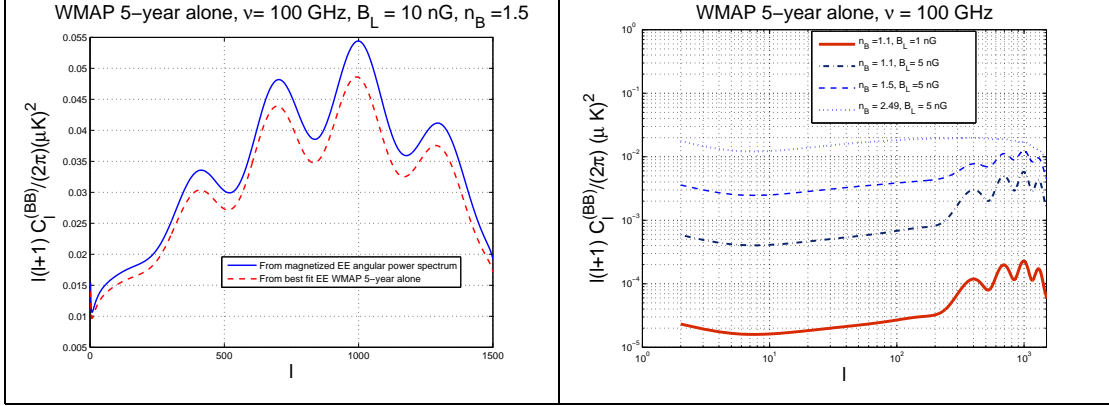 WMAP 5−year alone, ν= 100 GHz, B_L = 10 nG, n_B=1.5
l(l+1) C_l^(BB)/(2π)(μK)^2
0.055
0.05
0.045
0.04
0.035
0.03
0.025
0.02
0.015
0.01
0.005
From magnetized EE angular power spectrum
From best fit EE WMAP 5−year alone
0
500
1000
1500
l
WMAP 5−year alone, ν = 100 GHz
l(l+1) C_l^(BB)/(2π) (μ K)^2
10^0
10^−1
10^−2
10^−3
10^−4
10^−5
n_B =1.1, B_L=1 nG
n_B = 1.1, B_L= 5 nG
n_B = 1.5, B_L=5 nG
n_B = 2.49, B_L = 5 nG
10^0
10^1
10^2
10^3
l